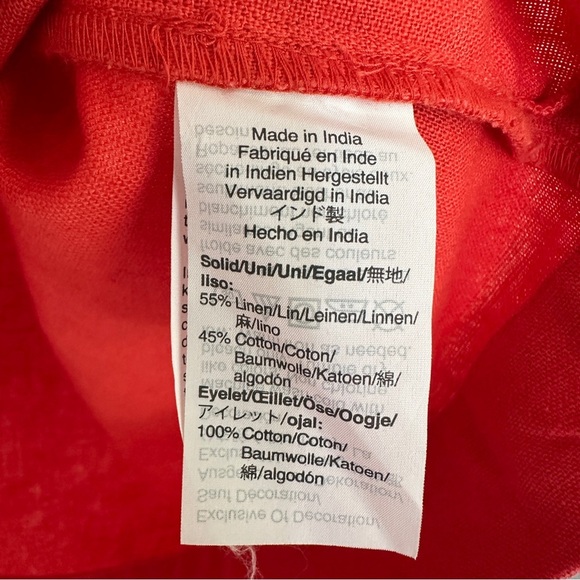 Made in India
Fabriqué en Inde
in Indien Hergestellt
Vervaardigd in India
インド製
Hecho en India
Solid/Uni/Uni/Egaal/無地/
liso:
55% Linen/Lin/Leinen/Linnen/
麻/lino
45% Cotton/Coton/
Baumwolle/Katoen/綿/
algodón
Eyelet/Œillet/Öse/Oogje/
アイレット/ojal:
100% Cotton/Coton/
Baumwolle/Katoen/
綿/algodón